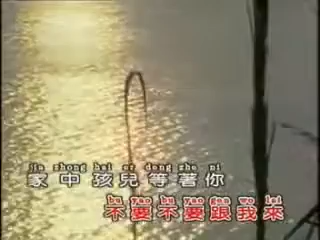 jia zhong hai er deng zhe ni
家中孩兒等著你
bu yao bu yao gen wo lai
不要不要跟我來